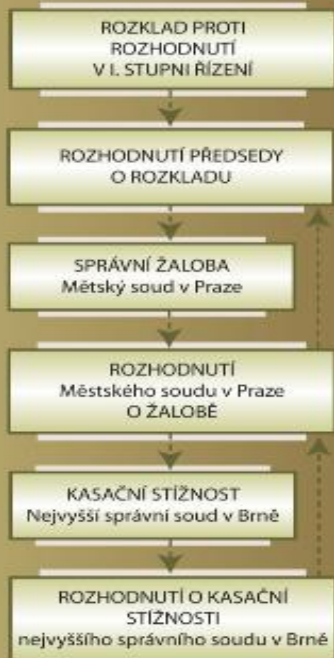 ROZKLAD PROTI
ROZHODNUTÍ
V I. STUPNI ŘÍZENÍ
ROZHODNUTÍ PŘEDSEDY
O ROZKLADU
SPRÁVNÍ ŽALOBA
Mětský soud v Praze
ROZHODNUTÍ
Městského soudu v Praze
O ŽALOBĚ
KASAČNÍ STÍŽNOST
Nejvyšší správní soud v Brně
ROZHODNUTÍ O KASAČNÍ
STÍŽNOSTI
nejvyššího správního soudu v Brně